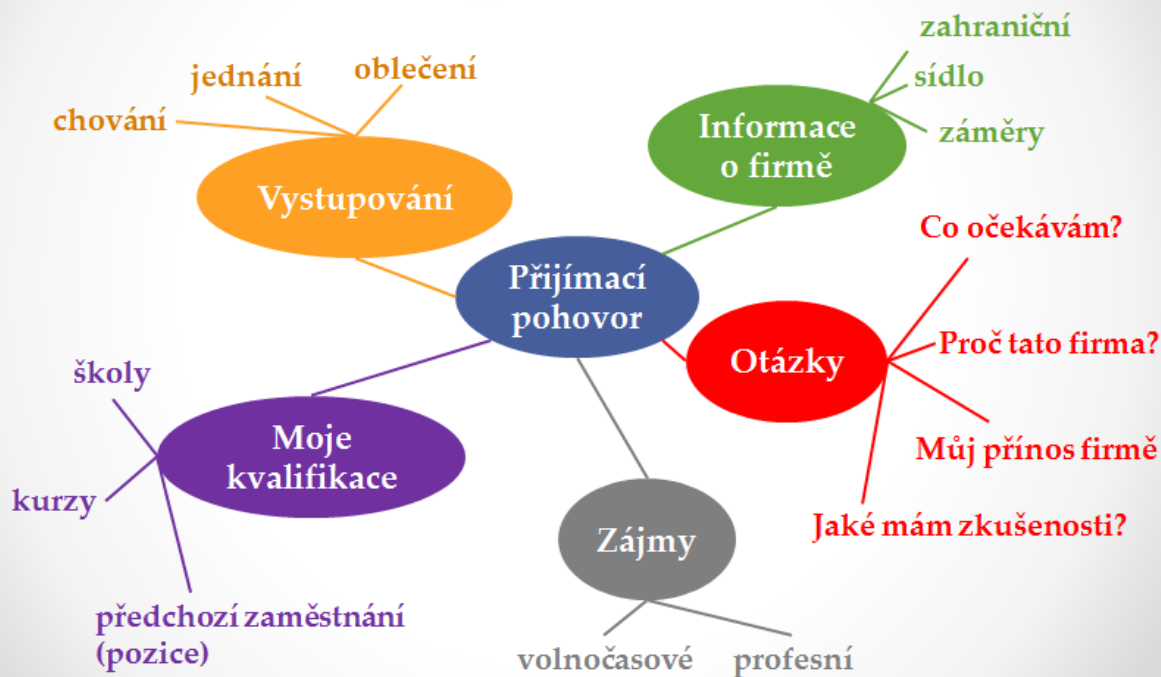 zahraniční
sídlo
záměry
Informace
o firmě
oblečení
jednání
chování
Vystupování
Přijímací
pohovor
Co očekávám?
Proč tato firma?
Můj přínos firmě
Jaké mám zkušenosti?
Otázky
školy
kurzy
předchozí zaměstnání
(pozice)
Moje
kvalifikace
Zájmy
volnočasové
profesní